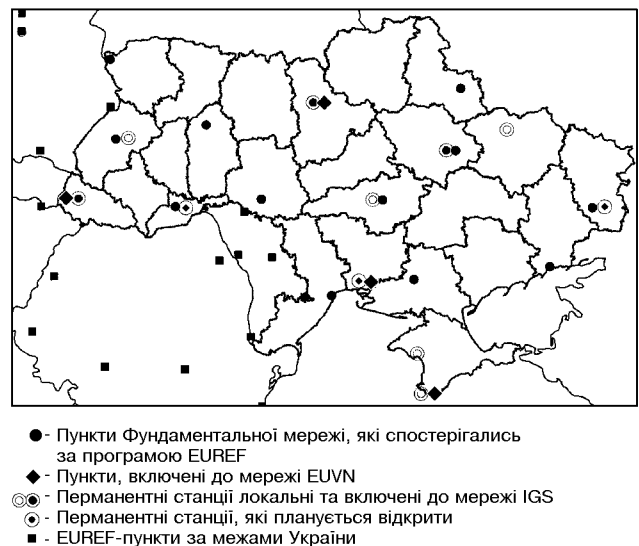 - Пункти Фундаментальної мережі, які спостерігались
за програмою EUREF
- Пункти, включені до мережі EUVN
- Перманентні станції локальні та включені до мережі IGS
- Перманентні станції, які планується відкрити
- EUREF-пункти за межами України